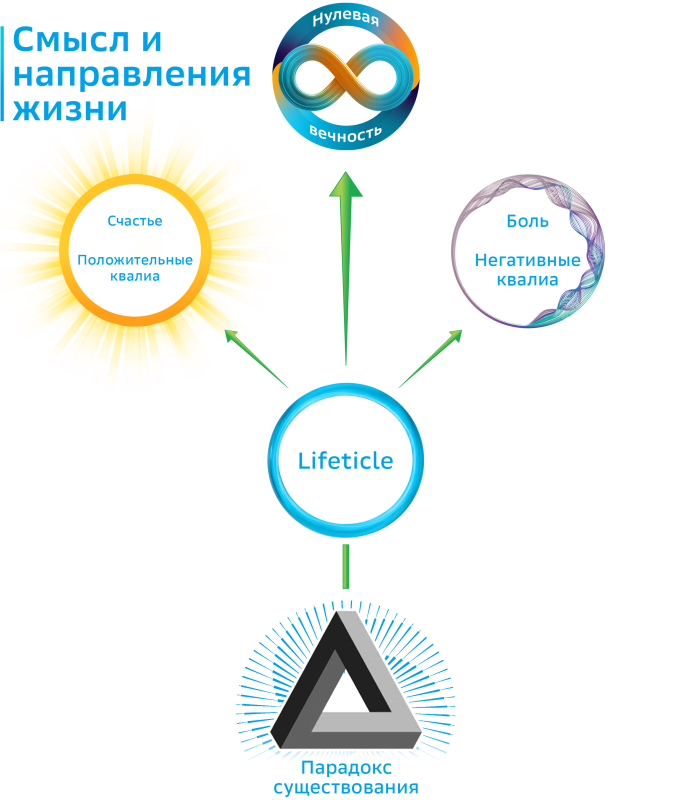 Смысл и
направления
жизни
Нулевая
вечность
Счастье
Положительные
квалиа
Боль
Негативные
квалиа
Lifeticle
Парадокс
существования